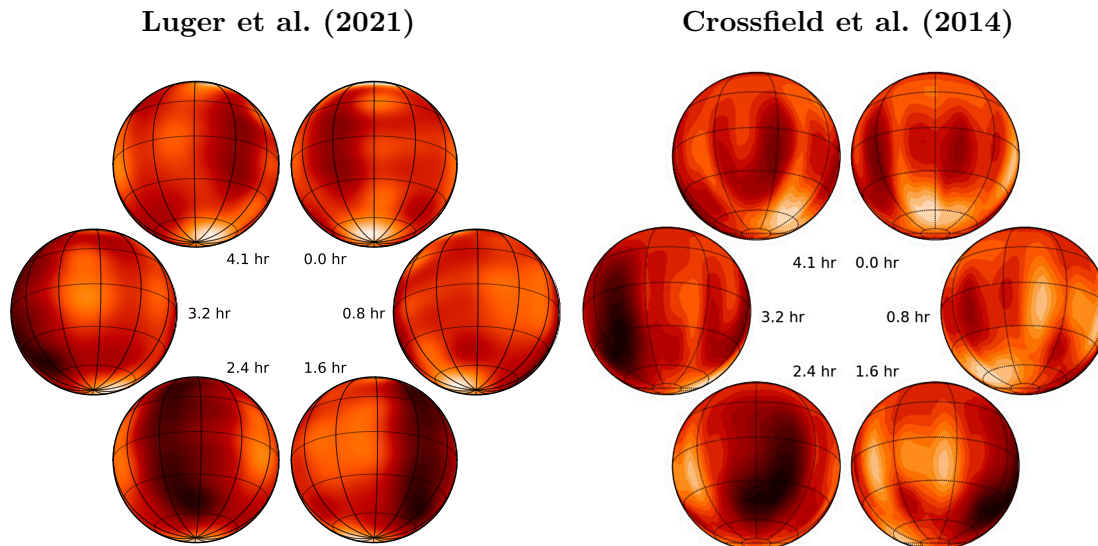 Luger et al. (2021)
Crossfield et al. (2014)
4.1 hr 0.0 hr
3.2 hr 0.8 hr
2.4 hr 1.6 hr
4.1 hr 0.0 hr
3.2 hr 0.8 hr
2.4 hr 1.6 hr